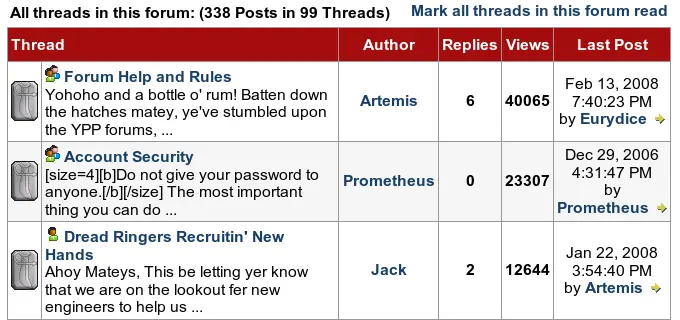 All threads in this forum: (338 Posts in 99 Threads) Mark all threads in this forum read
Thread Author Replies Views Last Post
Forum Help and Rules
Yohoho and a bottle o' rum! Batten down
the hatches matey, ye've stumbled upon
the YPP forums, ...
Artemis
6
40065
Feb 13, 2008
7:40:23 PM
by Eurydice
Account Security
[size=4][b]Do not give your password to
anyone.[/b][/size] The most important
thing you can do ...
Prometheus
0
23307
Dec 29, 2006
4:31:47 PM
by
Prometheus
Dread Ringers Recruitin' New
Hands
Ahoy Mateys, This be letting yer know
that we are on the lookout fer new
engineers to help us ...
Jack
2
12644
Jan 22, 2008
3:54:40 PM
by Artemis